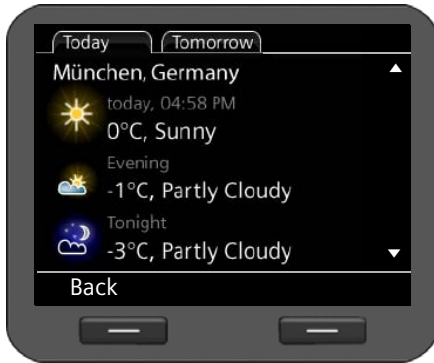 Today Tomorrow
München, Germany
today, 04:58 PM
0°C, Sunny
Evening
-1°C, Partly Cloudy
Tonight
-3°C, Partly Cloudy
Back